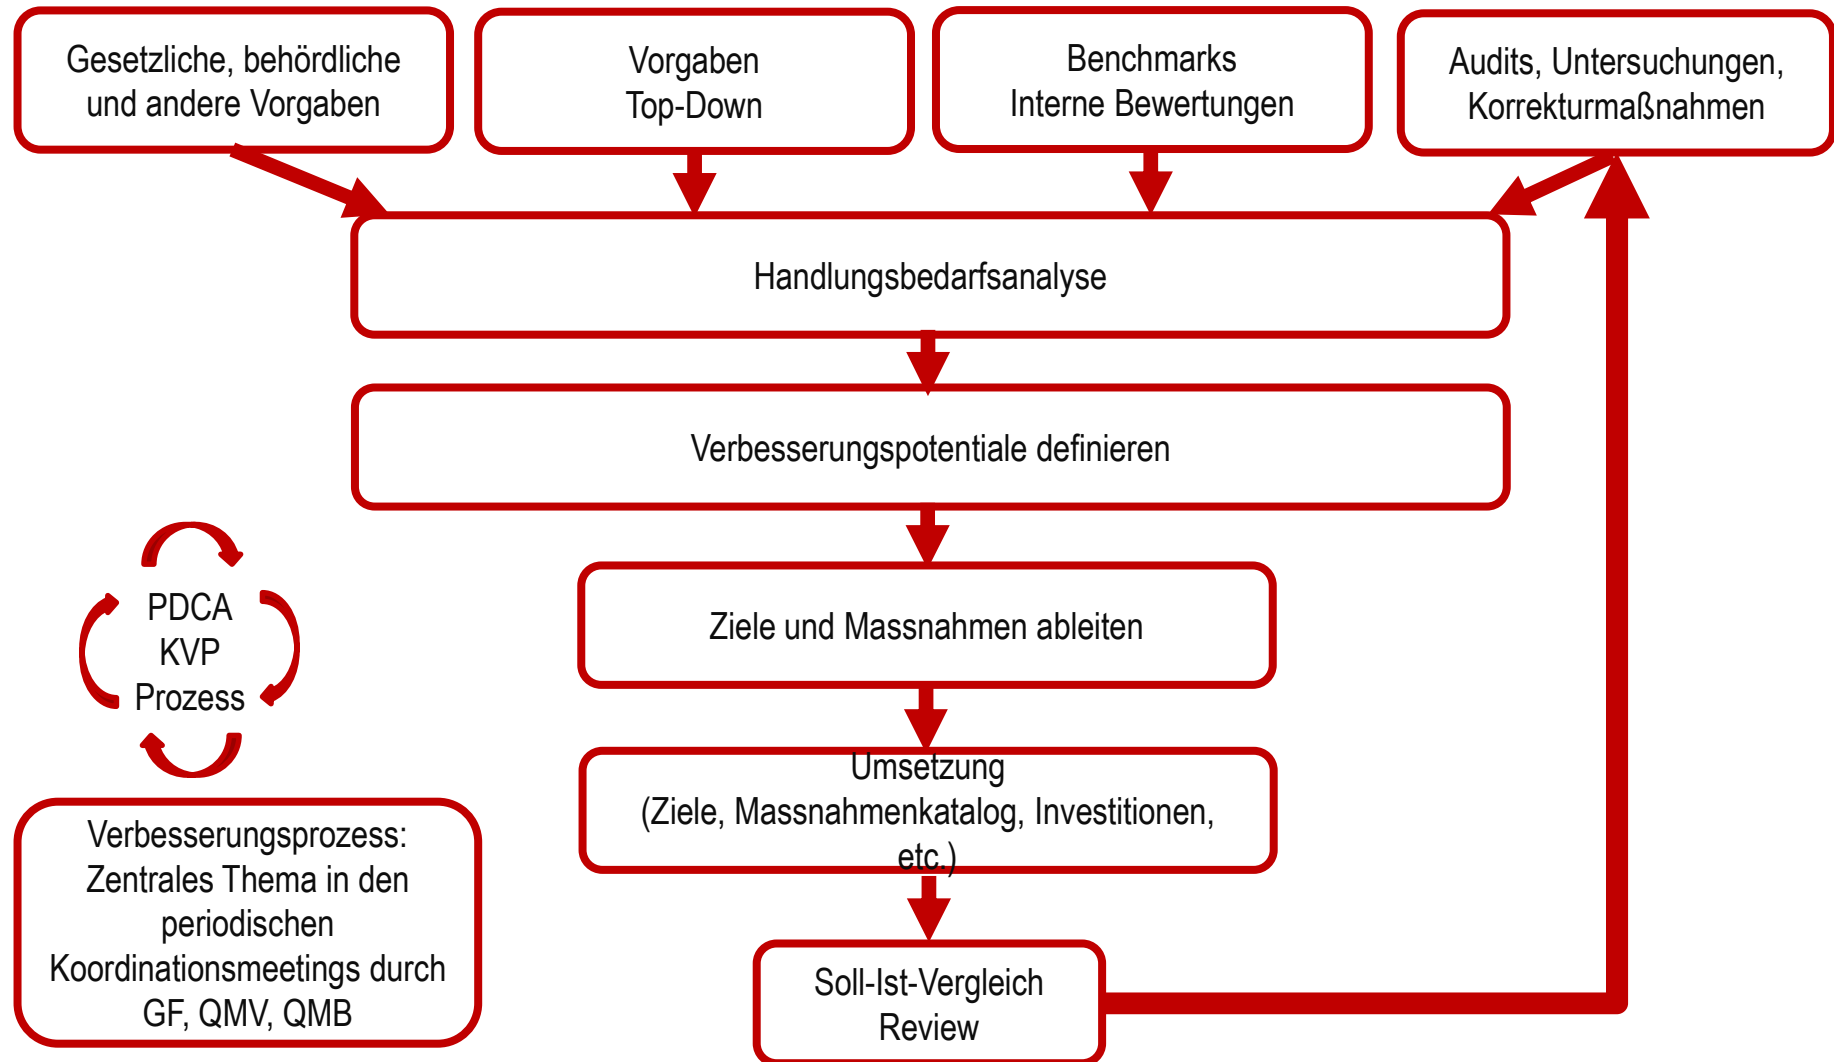 Gesetzliche, behördliche
und andere Vorgaben
Vorgaben
Top-Down
Benchmarks
Interne Bewertungen
Audits, Untersuchungen,
Korrekturmaßnahmen
Handlungsbedarfsanalyse
Verbesserungspotentiale definieren
Ziele und Massnahmen ableiten
Umsetzung
(Ziele, Massnahmenkatalog, Investitionen,
etc.)
Soll-Ist-Vergleich
Review
PDCA
KVP
Prozess
Verbesserungsprozess:
Zentrales Thema in den
periodischen
Koordinationsmeetings durch
GF, QMV, QMB